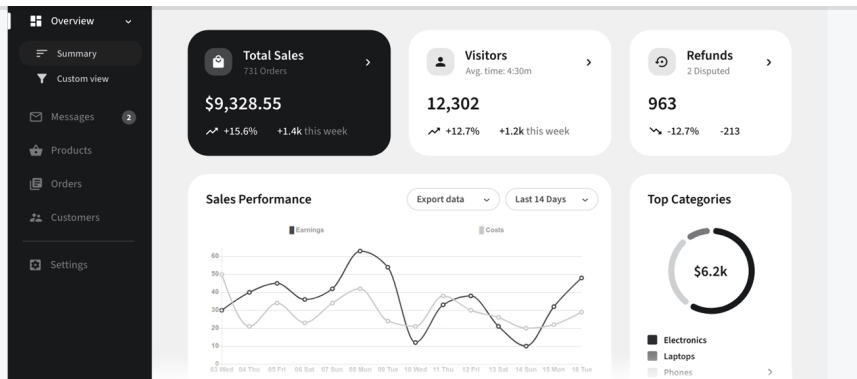 Overview
Summary
Custom view
Messages 2
Products
Orders
Customers
Settings
Total Sales
731 Orders
$9,328.55
+15.6% +1.4k this week
Visitors
Avg. time: 4:30m
12,302
+12.7% +1.2k this week
Refunds
2 Disputed
963
-12.7% -213
Sales Performance
Export data
Last 14 Days
Earnings Costs
60
50
40
30
20
10
0
03 Wed 04 Thu 05 Fri 06 Sat 07 Sun 08 Mon 09 Tue 10 Wed 11 Thu 12 Fri 13 Sat 14 Sun 15 Mon 16 Tue
Top Categories
$6.2k
Electronics
Laptops
Phones